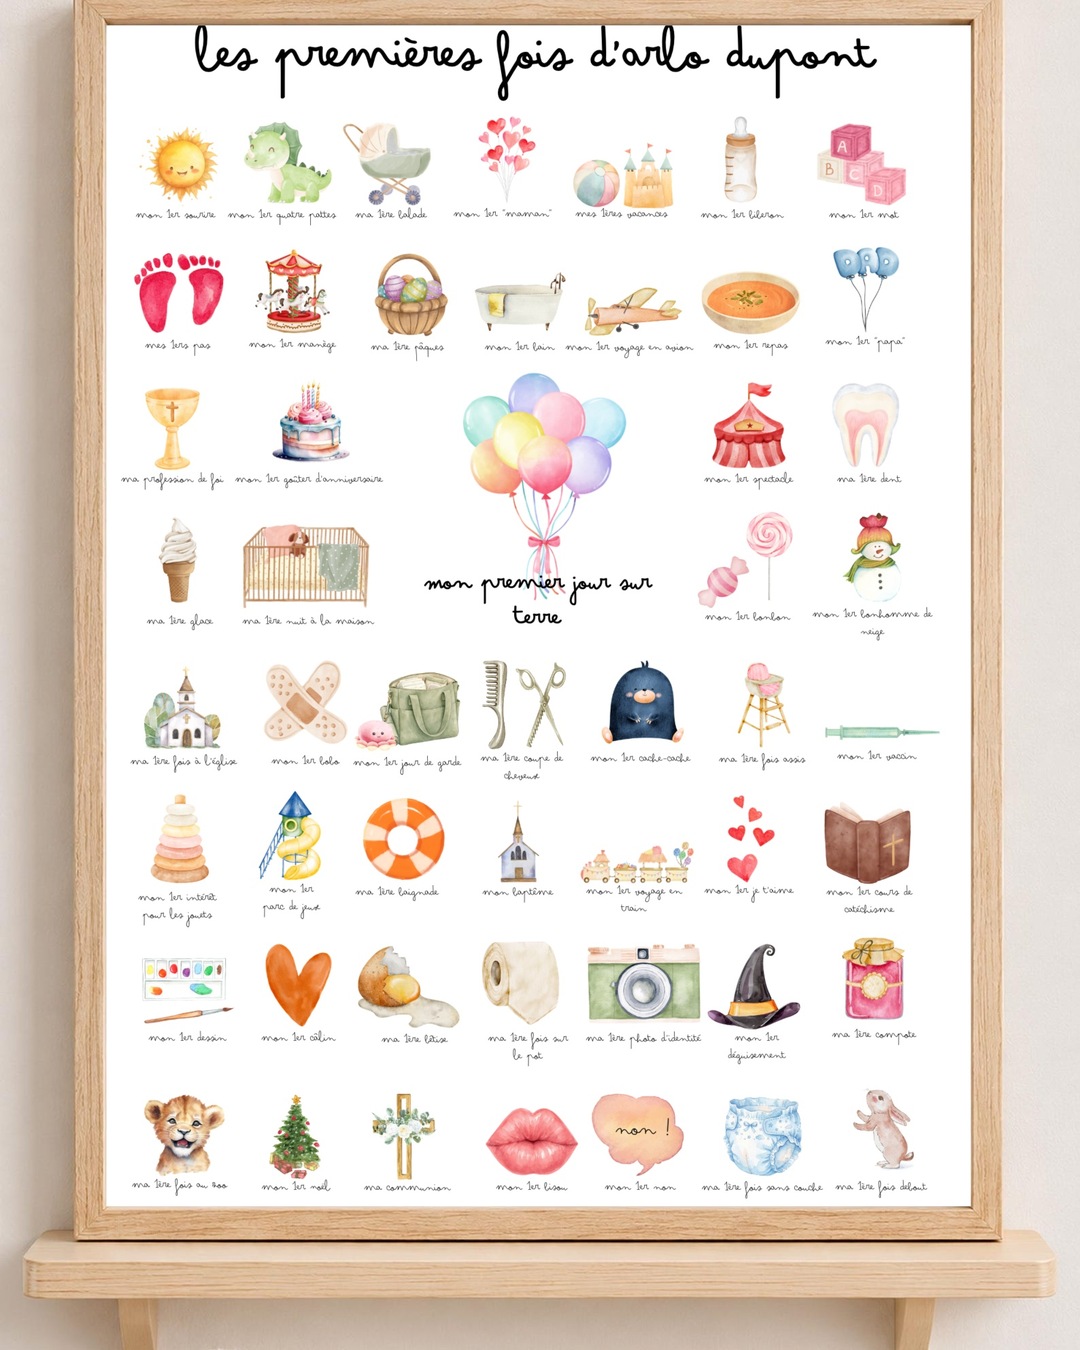 les premières fois d'arlo dupont
mon 1er sourire
mon 1er quatre pattes
ma 1ère balade
mon 1er "maman"
mes 1ères vacances
mon 1er biberon
A
B C D
mon 1er mot
mes 1ers pas
mon 1er manège
ma 1ère pâques
mon 1er bain
mon 1er voyage en avion
mon 1er repas
DAD
mon 1er "papa"
ma profession de foi
mon 1er goûter d'anniversaire
mon 1er spectacle
ma 1ère dent
ma 1ère glace
ma 1ère nuit à la maison
mon premier jour sur
terre
mon 1er bonbon
mon 1er bonhomme de
neige
ma 1ère fois à l'église
mon 1er bobo
mon 1er jour de garde
ma 1ère coupe de
cheveux
mon 1er cache-cache
ma 1ère fois assis
mon 1er vaccin
mon 1er intérêt
pour les jouets
mon 1er
parc de jeux
ma 1ère baignade
mon baptême
mon 1er voyage en
train
mon 1er je t'aime
mon 1er cours de
catéchisme
mon 1er dessin
mon 1er câlin
ma 1ère bêtise
ma 1ère fois sur
le pot
ma 1ère photo d'identité
mon 1er
déguisement
ma 1ère compote
ma 1ère fois au zoo
mon 1er noël
ma communion
mon 1er bisou
non !
mon 1er non
ma 1ère fois sans couche
ma 1ère fois debout